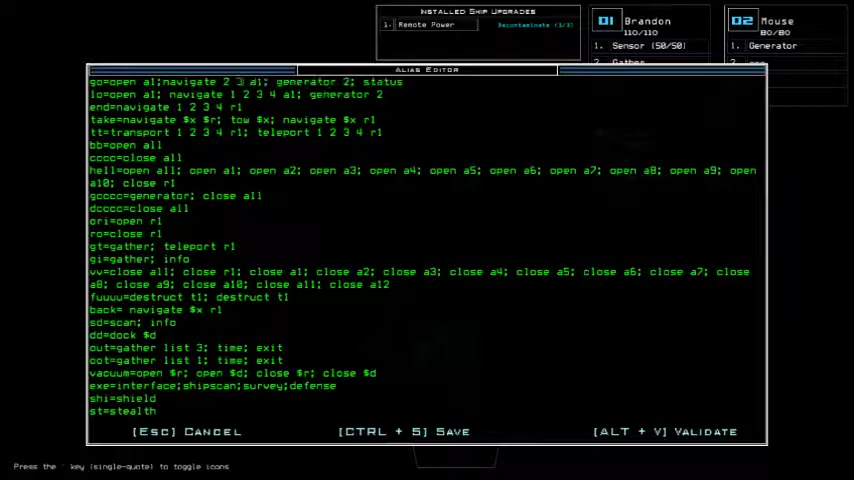 Installed Ship Upgrades
1. Remote Power Decontaminate (3/3)
01 Brandon
110/110
1. Sensor (50/50)
2. Gather
02 Mouse
80/80
1. Generator
2.
Alias Editor
go=open a1;navigate 2 3 a1; generator 2; status
lo=open a1; navigate 1 2 3 4 a1; generator 2
end=navigate 1 2 3 4 r1
take=navigate $x $r; tow $x; navigate $x r1
tt=transport 1 2 3 4 r1; teleport 1 2 3 4 r1
bb=open all
cccc=close all
hell=open all; open a1; open a2; open a3; open a4; open a5; open a6; open a7; open a8; open a9; open
a10; close r1
gcccc=generator; close all
dcccc=close all
ori=open r1
ro=close r1
gt=gather; teleport r1
gi=gather; info
vv=close all; close r1; close a1; close a2; close a3; close a4; close a5; close a6; close a7; close
a8; close a9; close a10; close a11; close a12
fuuuu=destruct t1; destruct t1
back= navigate $x r1
sd=scan; info
dd=dock $d
out=gather list 3; time; exit
oot=gather list 1; time; exit
vacuum=open $r; open $d; close $r; close $d
exe=interface;shipscan;survey;defense
shi=shield
st=stealth
[Esc] Cancel [CTRL + S] Save [ALT + V] Validate
Press the ' key (single-quote) to toggle icons